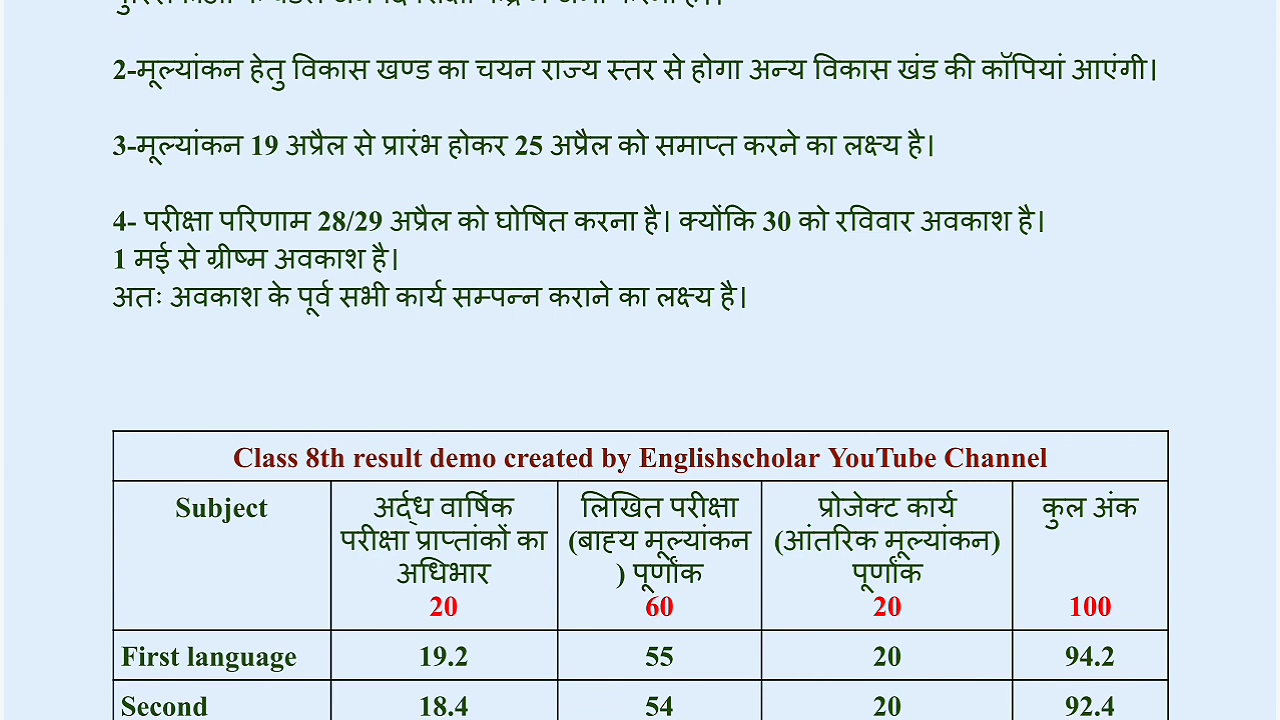 2-मूल्यांकन हेतु विकास खण्ड का चयन राज्य स्तर से होगा अन्य विकास खंड की कॉपियां आएंगी।
3-मूल्यांकन 19 अप्रैल से प्रारंभ होकर 25 अप्रैल को समाप्त करने का लक्ष्य है।
4- परीक्षा परिणाम 28/29 अप्रैल को घोषित करना है। क्योंकि 30 को रविवार अवकाश है।
1 मई से ग्रीष्म अवकाश है।
अतः अवकाश के पूर्व सभी कार्य सम्पन्न कराने का लक्ष्य है।
Class 8th result demo created by Englishscholar YouTube Channel
Subject
अर्द्ध वार्षिक
परीक्षा प्राप्तांकों का
अधिभार
20
लिखित परीक्षा
(बाह्य मूल्यांकन
) पूर्णांक
60
प्रोजेक्ट कार्य
(आंतरिक मूल्यांकन)
पूर्णांक
20
कुल अंक
100
First language 19.2 55 20 94.2
Second 18.4 54 20 92.4